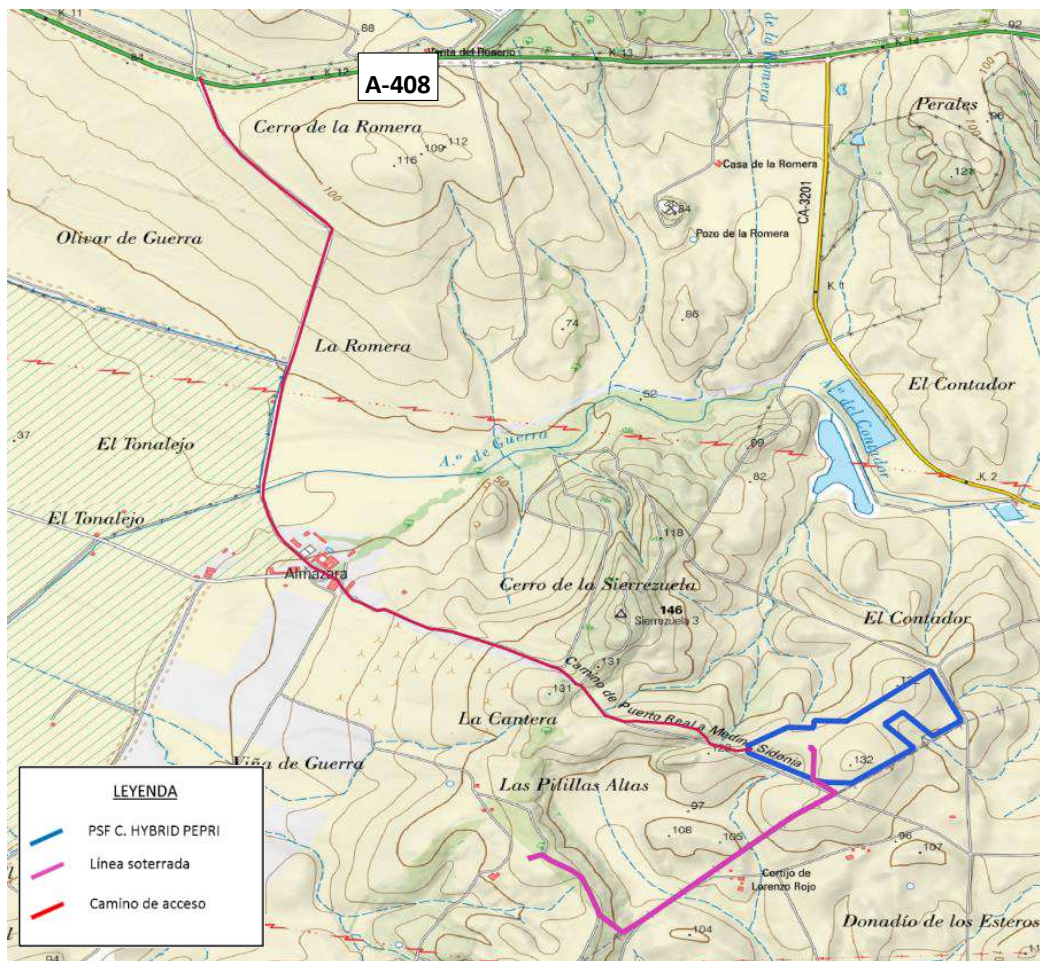 K. 11
88
de la Romera
92
Venta del Rosario
K. 13
K. 14
84
K. 12
A-408
100
Perales
96
100
Cerro de la Romera
112
109
116
Casa de la Romera
121
100
84
CA-3201
Olivar de Guerra
Pozo de la Romera
K. 1
86
74
La Romera
El Contador
52
A.º del Contador
37
El Tonalejo
A.º de Guerra
99
82
K. 2
50
El Tonalejo
118
Almazara
Cerro de la Sierrezuela
146
Sierrezuela 3
El Contador
131
131
Camino de Puerto Real a Medina Sidonia
132
La Cantera
128
132
Viña de Guerra
Las Pilillas Altas
97
108
105
96
107
Cortijo de
Lorenzo Rojo
Donadío de los Esteros
104
94
LEYENDA
PSF C. HYBRID PEPRI
Línea soterrada
Camino de acceso